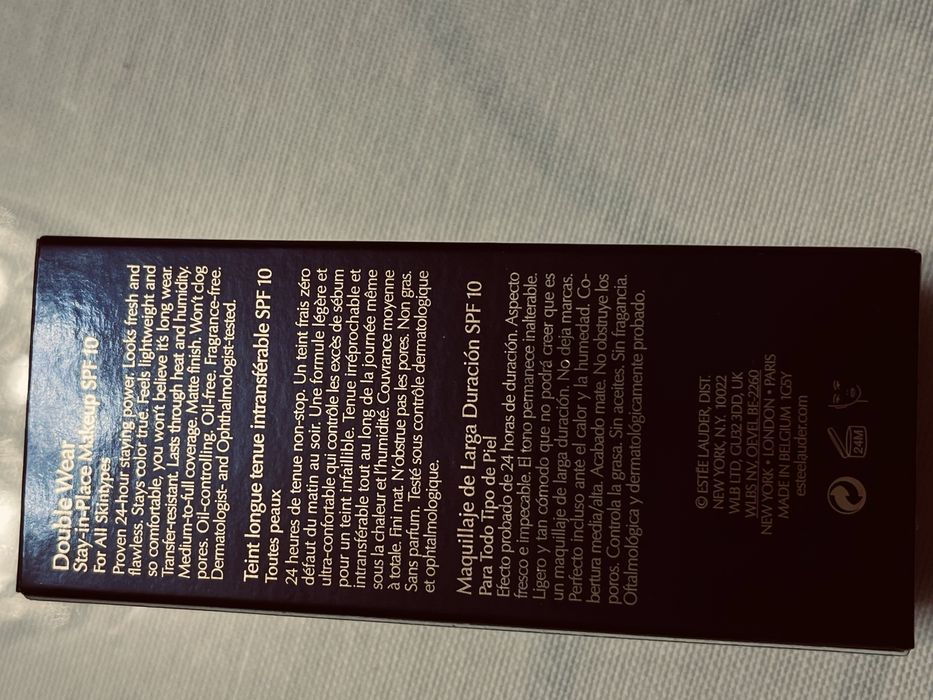 Double Wear
Stay-in-Place Makeup SPF 10
For All Skintypes
Proven 24-hour staying power. Looks fresh and
flawless. Stays color true. Feels lightweight and
so comfortable, you won't believe it's long wear.
Transfer-resistant. Lasts through heat and humidity.
Medium-to-full coverage. Matte finish. Won't clog
pores. Oil-controlling. Oil-free. Fragrance-free.
Dermatologist- and Ophthalmologist-tested.
Teint longue tenue intransférable SPF 10
Toutes peaux
24 heures de tenue non-stop. Un teint frais zéro
défaut du matin au soir. Une formule légère et
ultra-confortable qui contrôle les excès de sébum
pour un teint infaillible. Tenue irréprochable et
intransférable tout au long de la journée même
sous la chaleur et l'humidité. Couvrance moyenne
à totale. Fini mat. N'obstrue pas les pores. Non gras.
Sans parfum. Testé sous contrôle dermatologique
et ophtalmologique.
Maquillaje de Larga Duración SPF 10
Para Todo Tipo de Piel
Efecto probado de 24 horas de duración. Aspecto
fresco e impecable. El tono permanece inalterable.
Ligero y tan cómodo que no podrá creer que es
un maquillaje de larga duración. No deja marcas.
Perfecto incluso ante el calor y la humedad. Co-
bertura media/alta. Acabado mate. No obstruye los
poros. Controla la grasa. Sin aceites. Sin fragancia.
Oftalmológica y dermatológicamente probado.
© ESTÉE LAUDER, DIST.
NEW YORK, N.Y. 10022
WLB LTD, GU32 3DD, UK
WLBS NV, OEVEL BE-2260
NEW YORK • LONDON • PARIS
MADE IN BELGIUM 1G5Y
esteelauder.com
24M